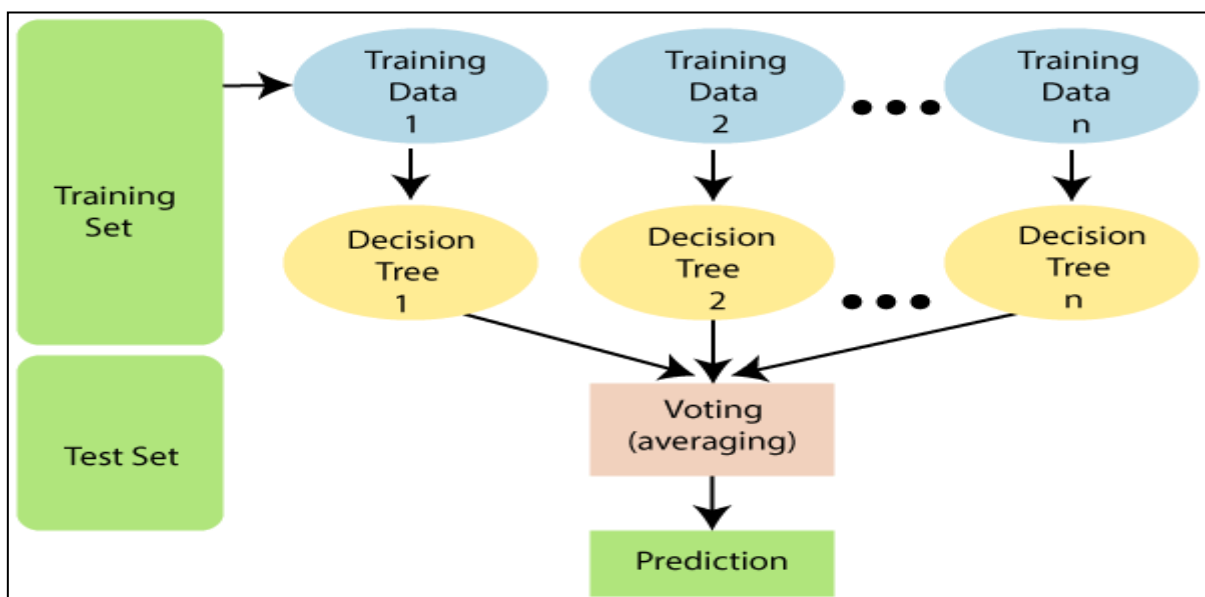 Training
Set
Test Set
Training
Data
1
Training
Data
2
Training
Data
n
Decision
Tree
1
Decision
Tree
2
Decision
Tree
n
Voting
(averaging)
Prediction